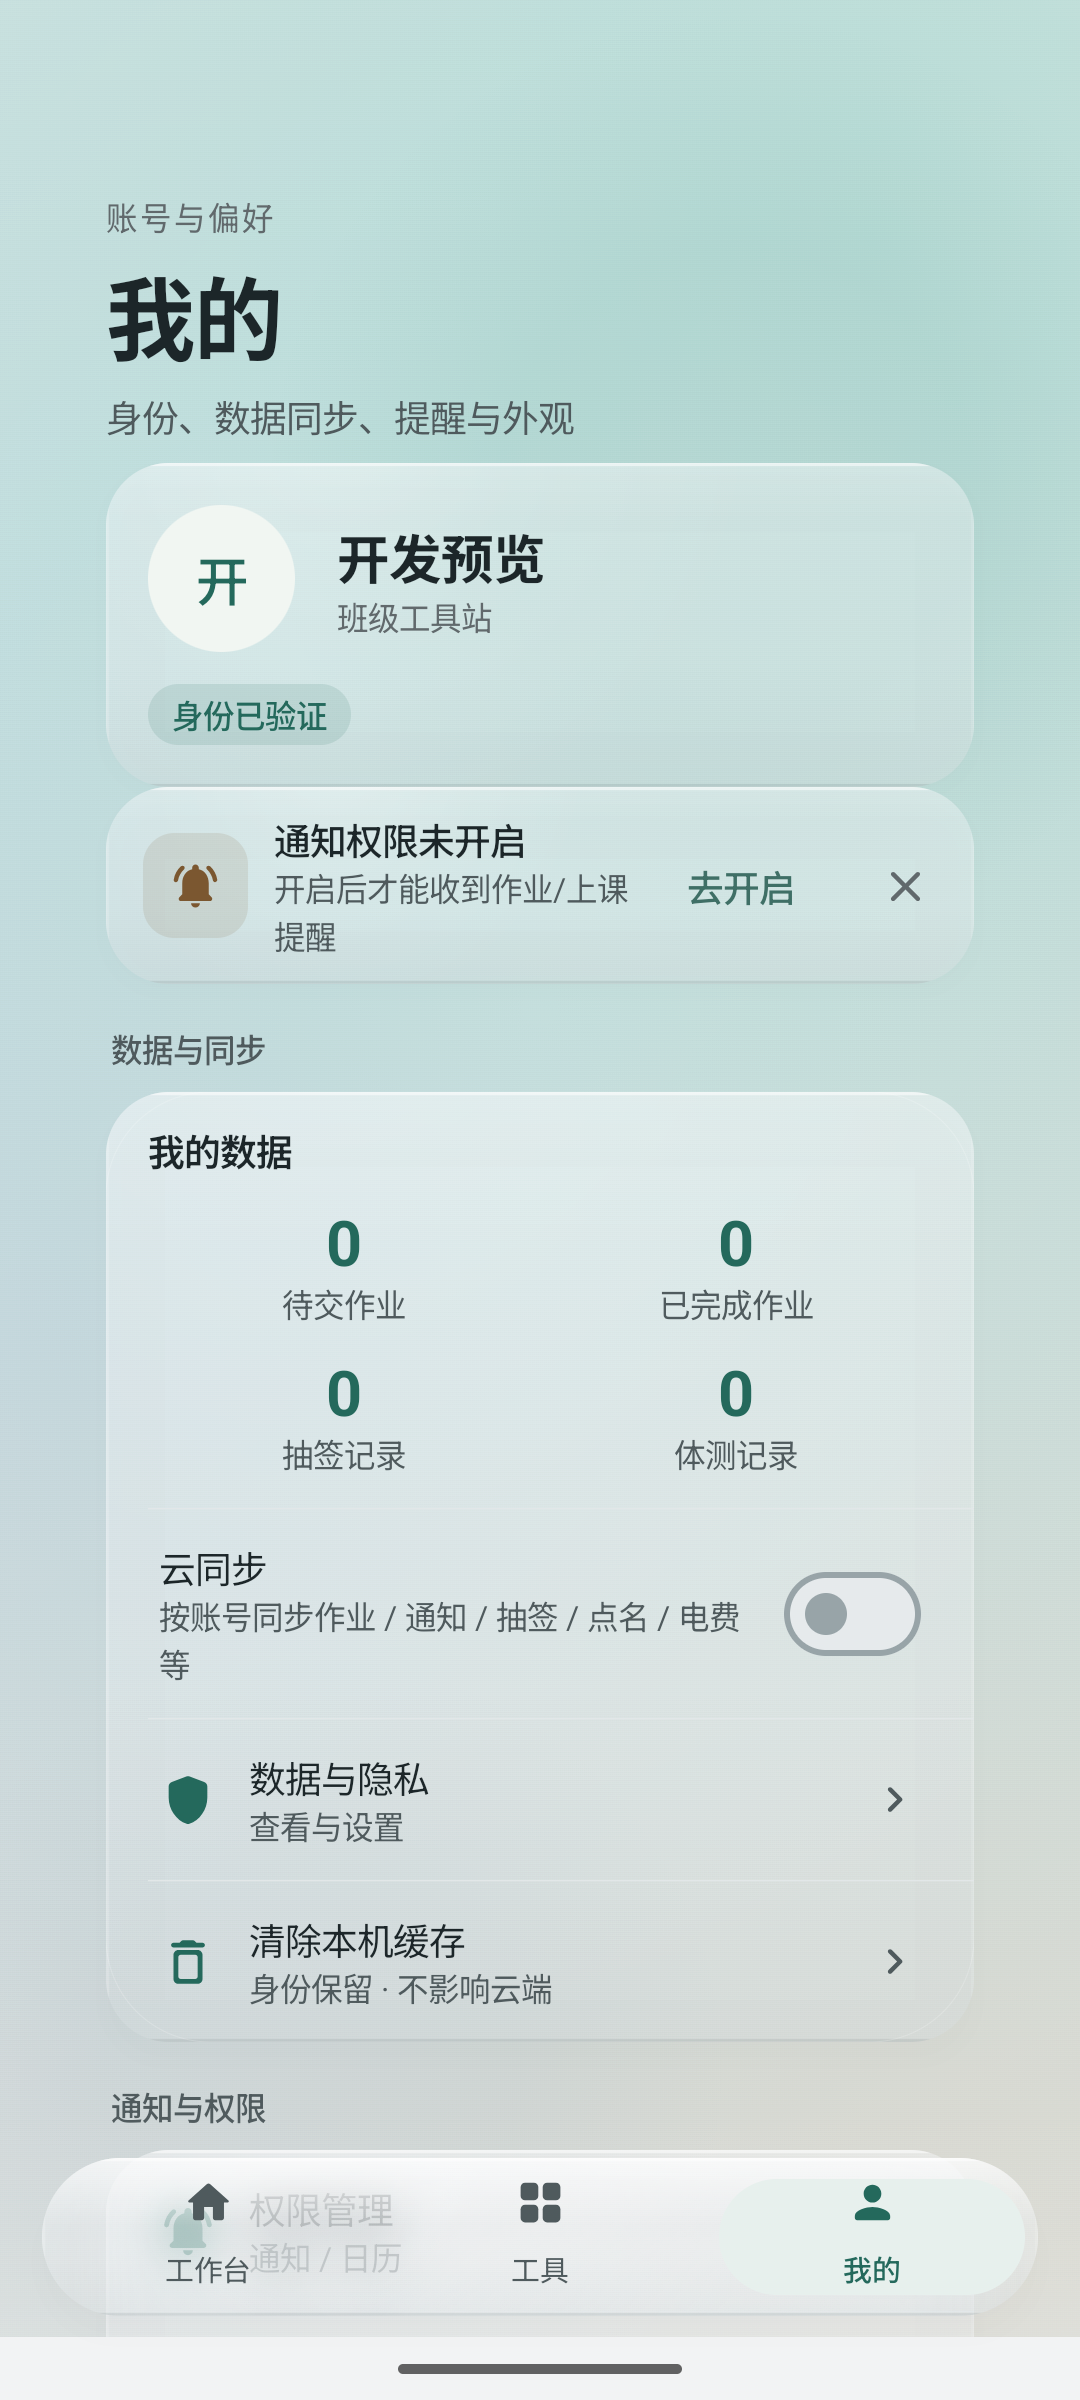 账号与偏好
我的
身份、数据同步、提醒与外观
开
开发预览
班级工具站
身份已验证
通知权限未开启
开启后才能收到作业/上课
提醒
去开启
数据与同步
我的数据
0
0
待交作业
已完成作业
0
0
抽签记录
体测记录
云同步
按账号同步作业 / 通知 / 抽签 / 点名 / 电费
等
数据与隐私
查看与设置
清除本机缓存
身份保留 · 不影响云端
通知与权限
权限管理
通知 / 日历
工作台
工具
我的